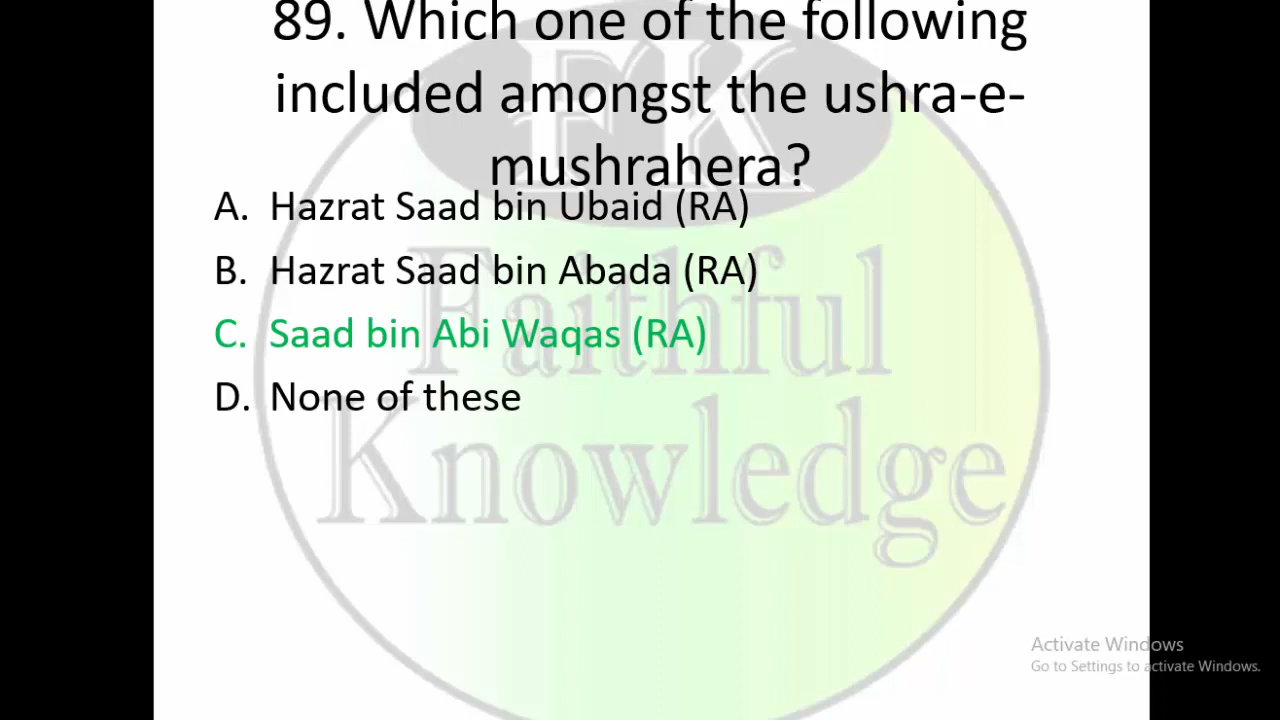 89. Which one of the following
included amongst the ushra-e-
mushrahera?
A. Hazrat Saad bin Ubaid (RA)
B. Hazrat Saad bin Abada (RA)
C. Saad bin Abi Waqas (RA)
D. None of these
FK
Faithful
Knowledge
Activate Windows
Go to Settings to activate Windows.